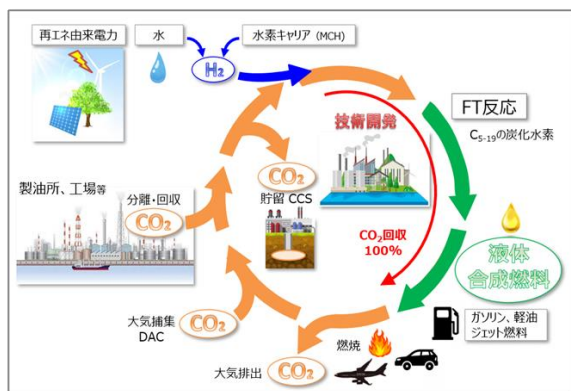 再エネ由来電力
水
水素キャリア（MCH）
H₂
FT反応
C₅₋₁₉の炭化水素
技術開発
製油所、工場等
分離・回収
CO₂
CO₂
貯留 CCS
CO₂回収
100%
液体
合成燃料
ガソリン、軽油
ジェット燃料
大気捕集
DAC
CO₂
燃焼
大気排出
CO₂